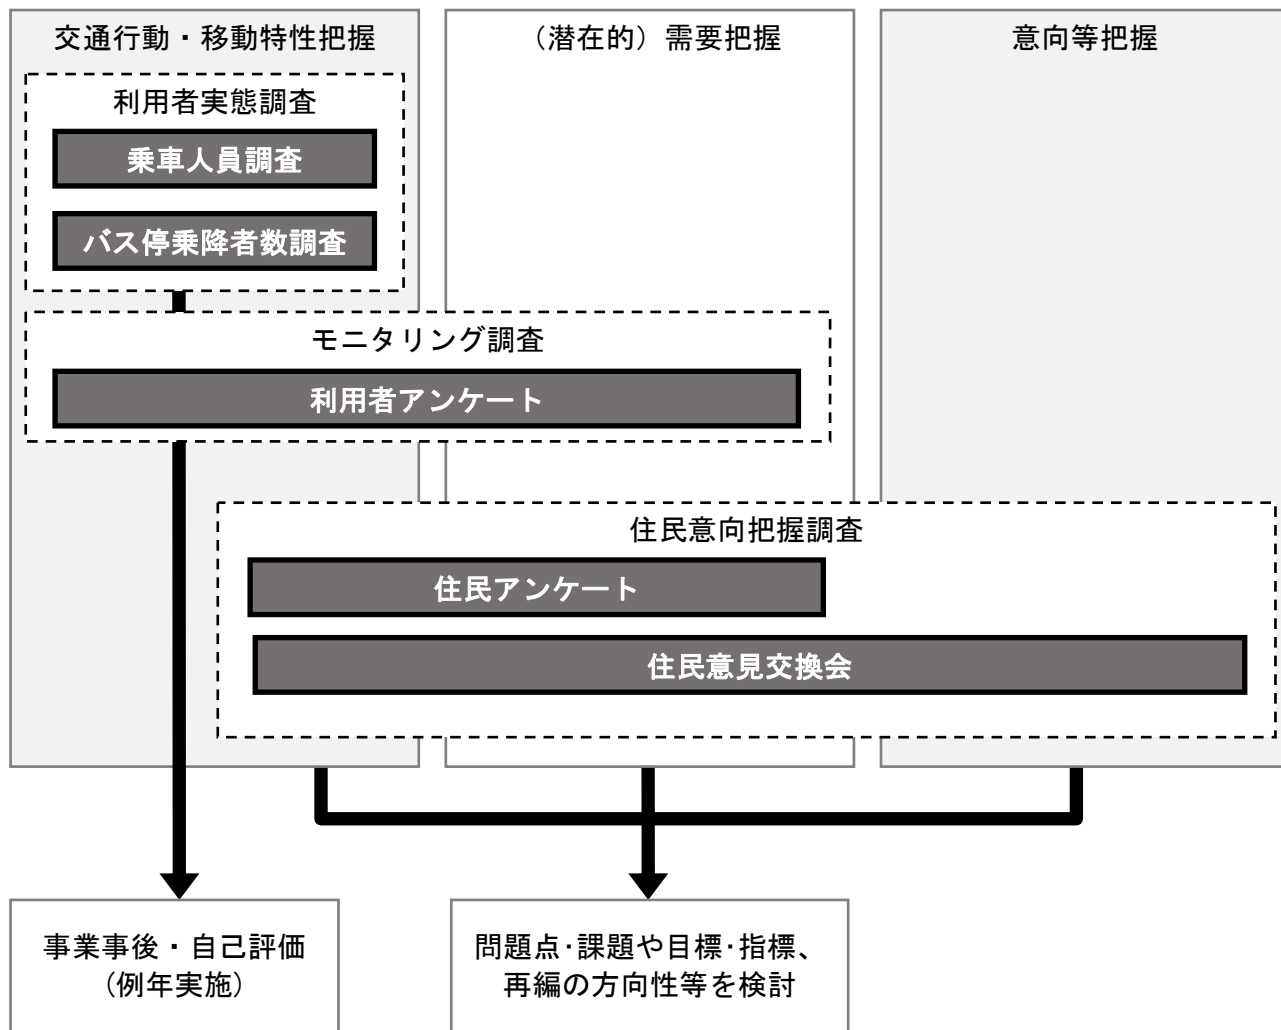 交通行動・移動特性把握
（潜在的）需要把握
意向等把握
利用者実態調査
乗車人員調査
バス停乗降者数調査
モニタリング調査
利用者アンケート
住民意向把握調査
住民アンケート
住民意見交換会
事業事後・自己評価
（例年実施）
問題点･課題や目標･指標、
再編の方向性等を検討